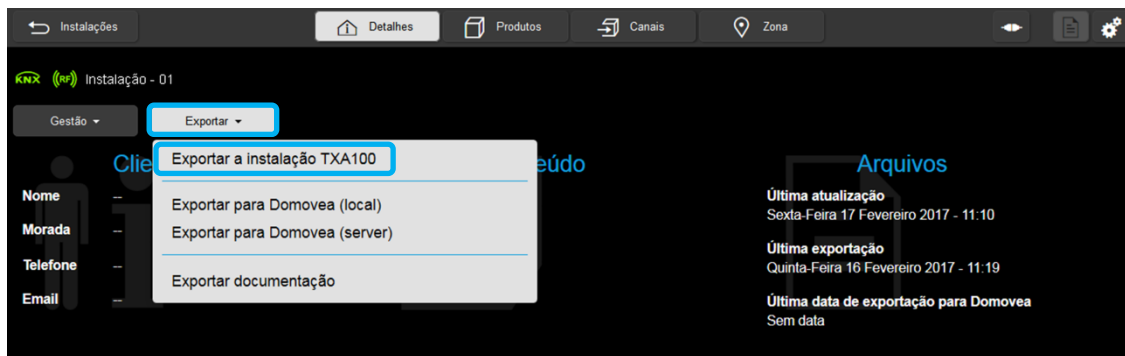 Instalações
Detalhes
Produtos
Canais
Zona
KNX ((RF)) Instalação - 01
Gestão
Exportar
Exportar a instalação TXA100
Exportar para Domovea (local)
Exportar para Domovea (server)
Exportar documentação
Clie
eúdo
Arquivos
Nome --
Morada --
Telefone --
Email --
Última atualização
Sexta-Feira 17 Fevereiro 2017 - 11:10
Última exportação
Quinta-Feira 16 Fevereiro 2017 - 11:19
Última data de exportação para Domovea
Sem data